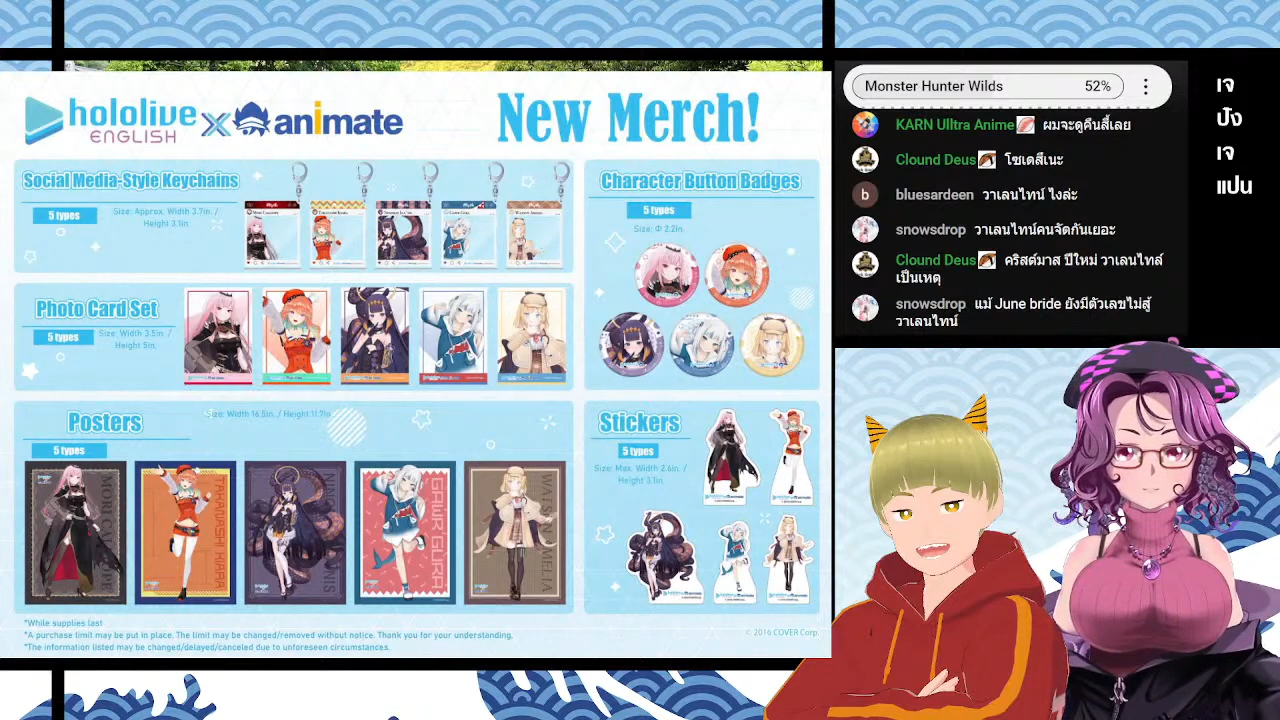 hololive
ENGLISH
X
animate
New Merch!
Social Media-Style Keychains
5 types
Size: Approx. Width 3.7in. /
Height 3.1in
Character Button Badges
5 types
Size: Φ 2.2in.
Photo Card Set
5 types
Size: Width 3.5in. /
Height 5in.
Posters
Size: Width 16.5in. / Height 11.7in
5 types
TAKANASHI KIARA
GAWR GURA
Stickers
5 types
Size: Max. Width 2.6in. /
Height 3.1in.
*While supplies last
*A purchase limit may be put in place. The limit may be changed/removed without notice. Thank you for your understanding,
*The information listed may be changed/delayed/canceled due to unforeseen circumstances.
© 2016 COVER Corp.
Monster Hunter Wilds 52%
KARN Ulltra Anime ผมจะดูคืนสี้เลย
Clound Deus โซเดสึเนะ
b
bluesardeen วาเลนไทน์ ไงล่ะ
snowsdrop วาเลนไทน์คนจัดกันเยอะ
Clound Deus คริสต์มาส ปีใหม่ วาเลนไทล์
เป็นเหตุ
snowsdrop แม้ June bride ยังมีตัวเลขไม่สู้
วาเลนไทน์
เจ
ปัง
เจ
แปน